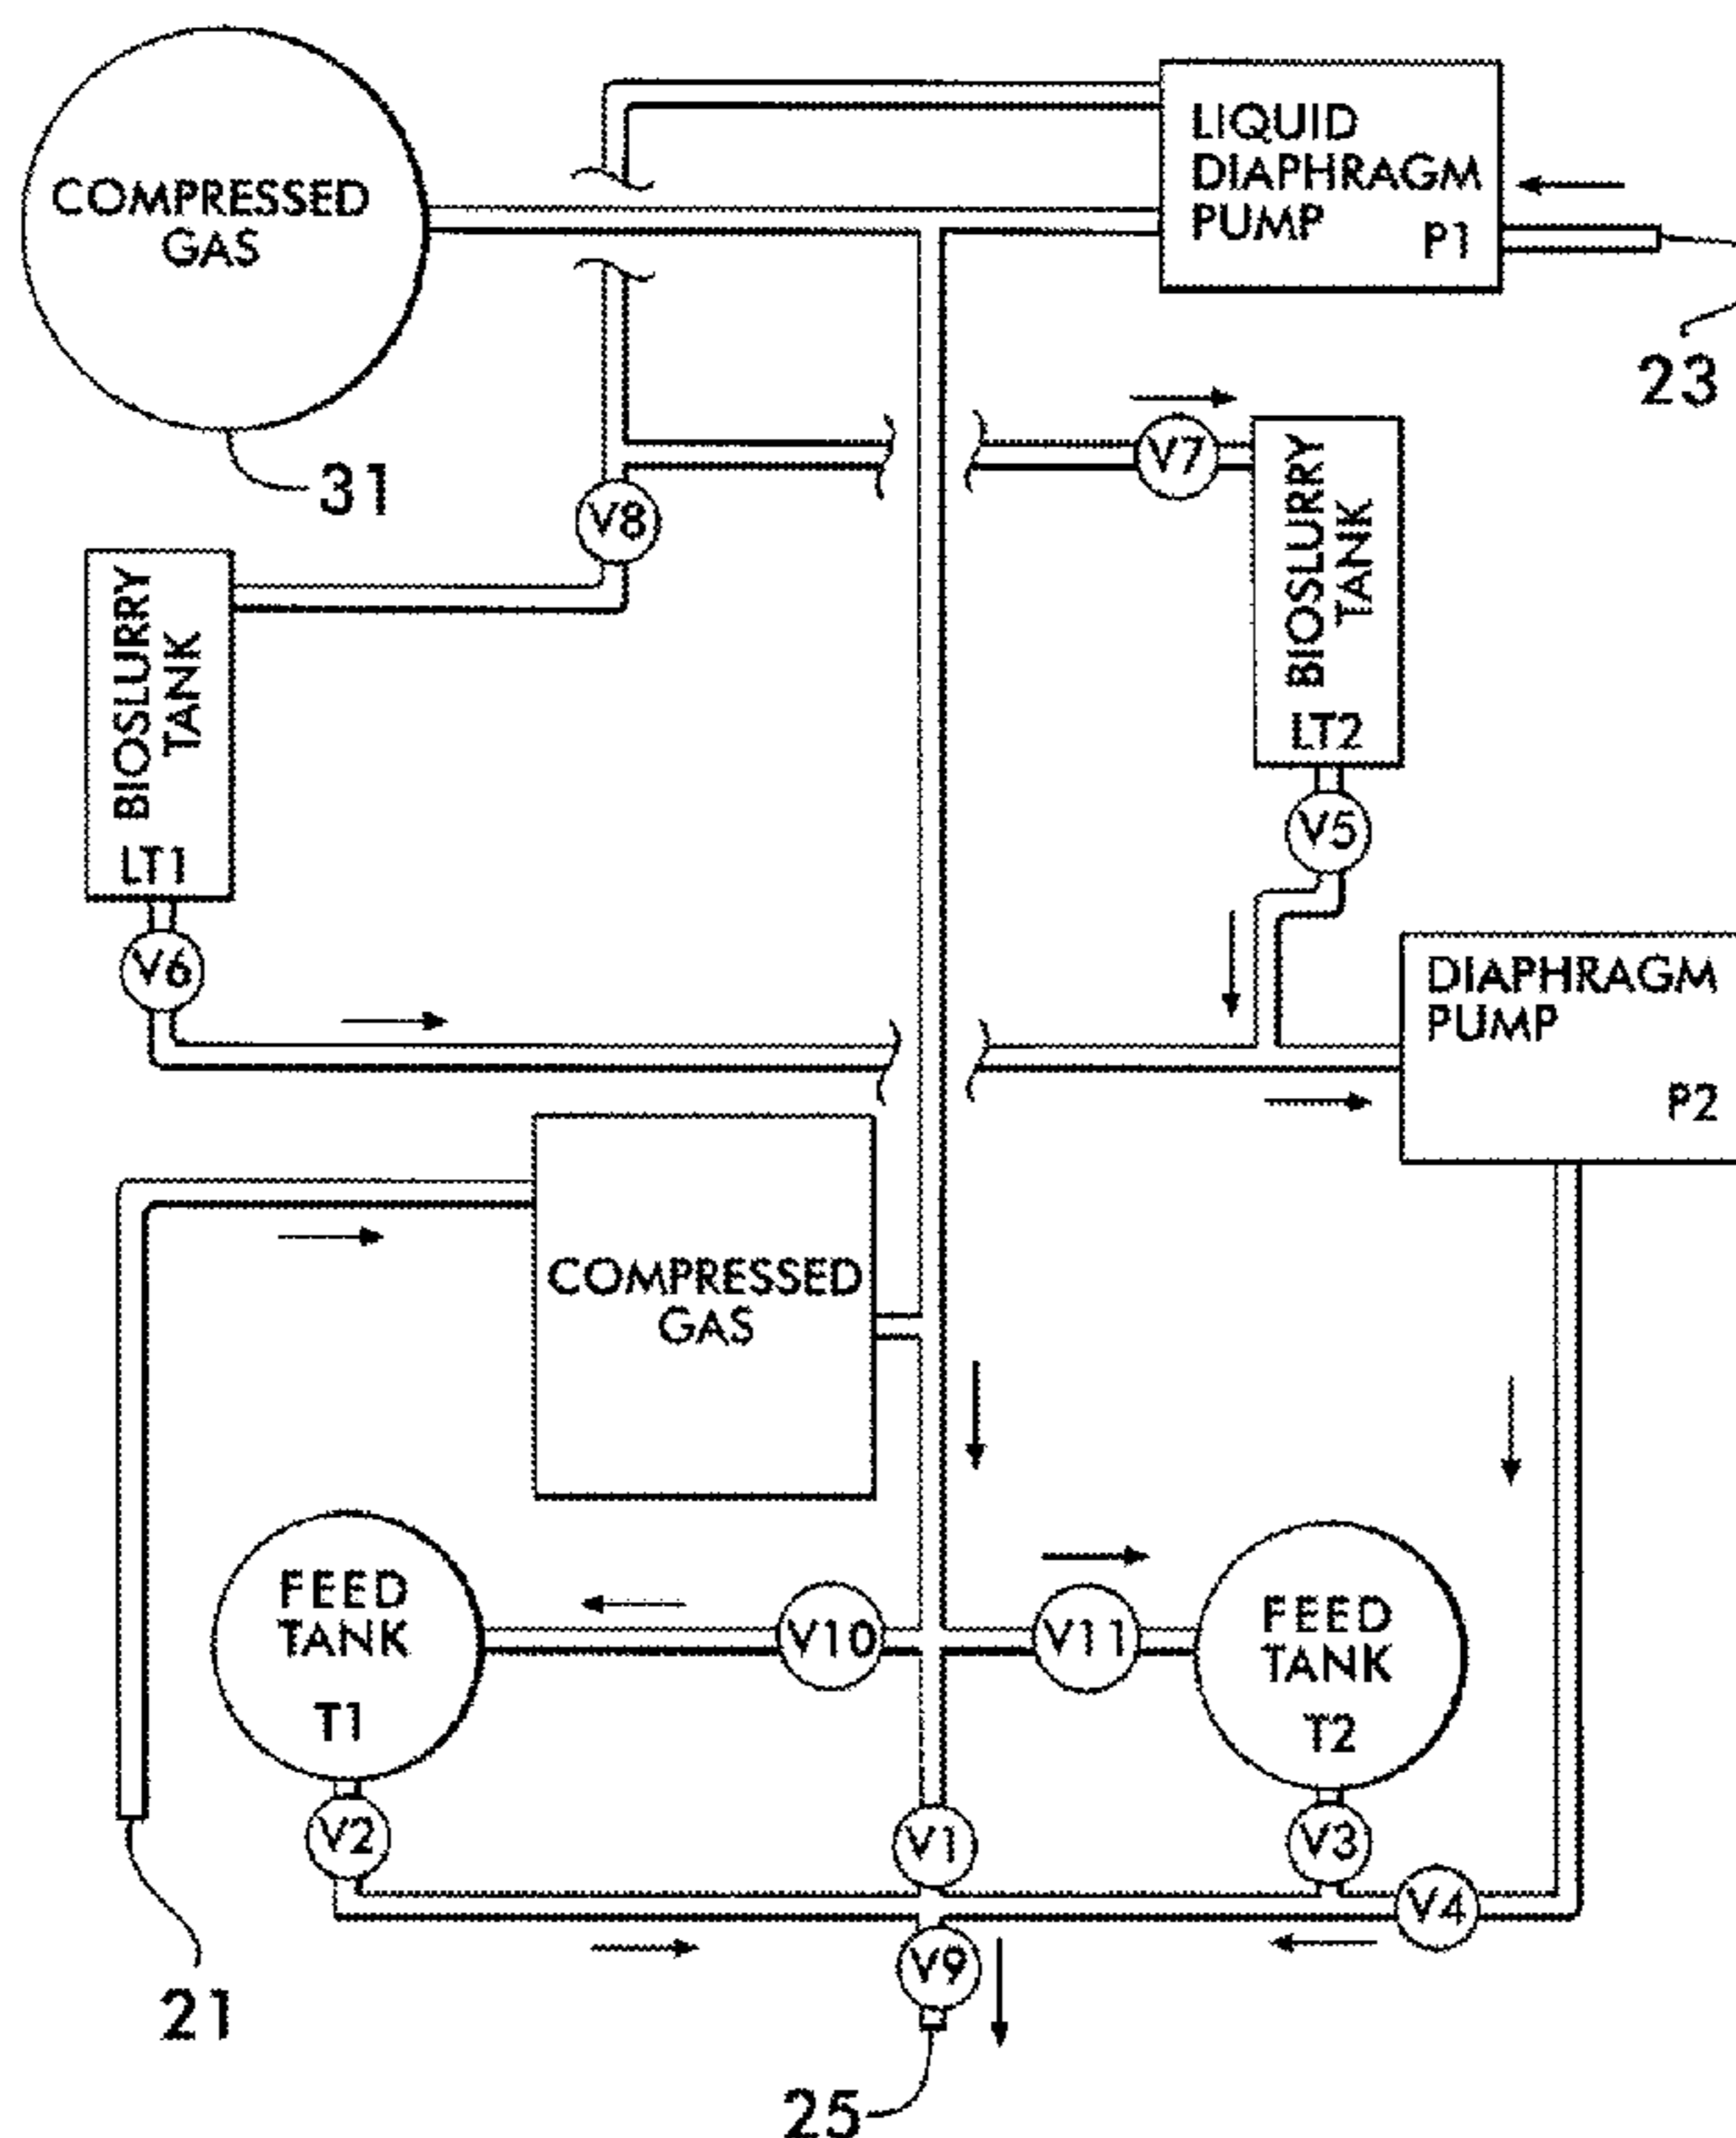 COMPRESSED
GAS
31
LIQUID
DIAPHRAGM
PUMP
P1
23
V7
V8
BIOSLURRY
TANK
LT1
BIOSLURRY
TANK
LT2
V5
V6
DIAPHRAGM
PUMP
P2
COMPRESSED
GAS
FEED
TANK
T1
V10
V11
FEED
TANK
T2
V2
V1
V3
V4
V9
21
25